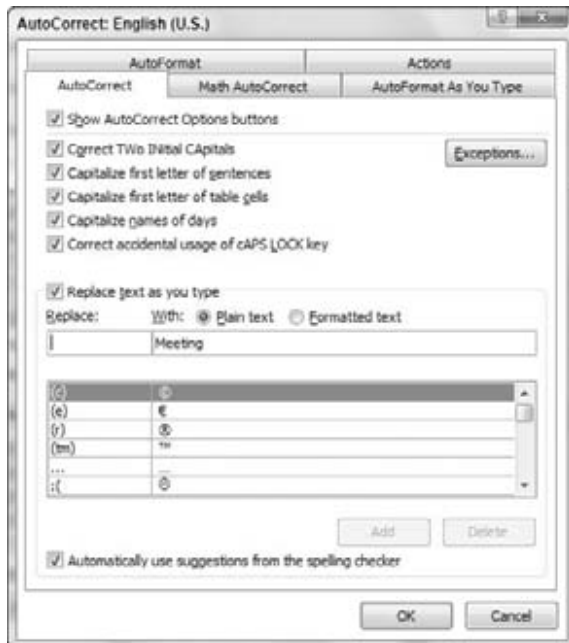 AutoCorrect: English (U.S.)
AutoFormat Actions
AutoCorrect Math AutoCorrect AutoFormat As You Type
Show AutoCorrect Options buttons
Correct TWo INitial CApitals Exceptions...
Capitalize first letter of sentences
Capitalize first letter of table cells
Capitalize names of days
Correct accidental usage of cAPS LOCK key
Replace text as you type
Replace: With: Plain text Formatted text
Meeting
(c) ©
(e) €
(r) ®
(tm) ™
... ...
:( ☹
Add Delete
Automatically use suggestions from the spelling checker
OK Cancel